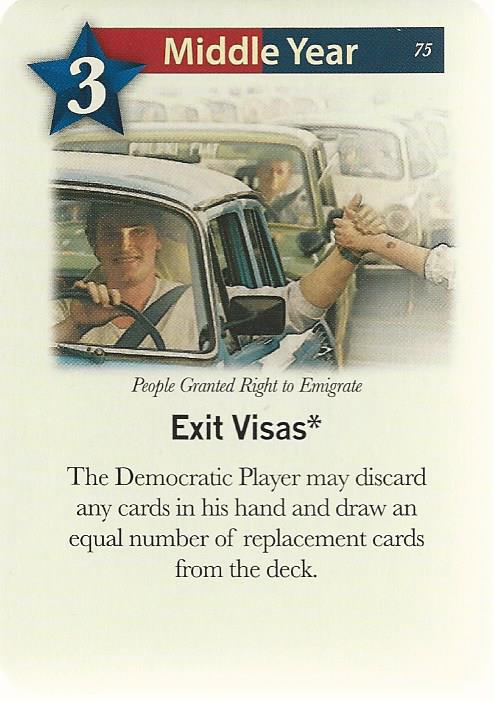 3
Middle Year
75
People Granted Right to Emigrate
Exit Visas*
The Democratic Player may discard
any cards in his hand and draw an
equal number of replacement cards
from the deck.